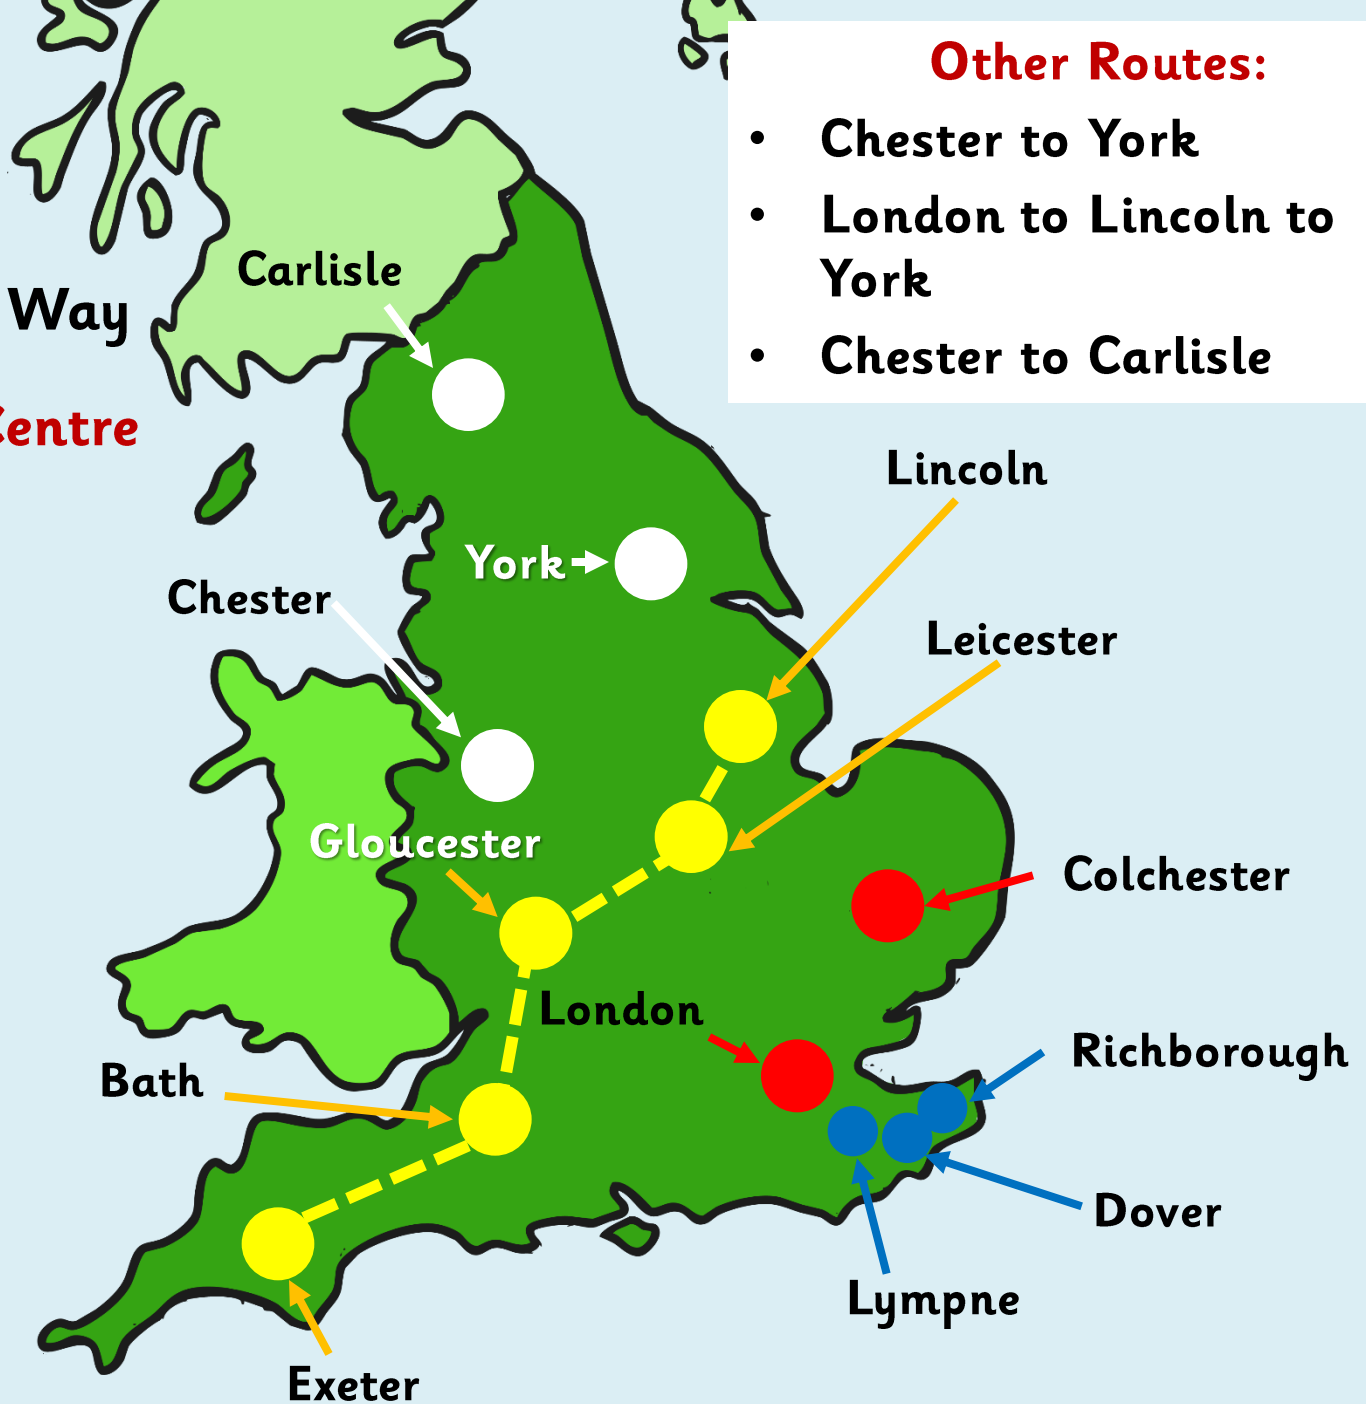 Other Routes:
• Chester to York
• London to Lincoln to
York
• Chester to Carlisle
Carlisle
Way
Centre
Lincoln
York
Chester
Leicester
Gloucester
Colchester
London
Richborough
Bath
Dover
Lympne
Exeter